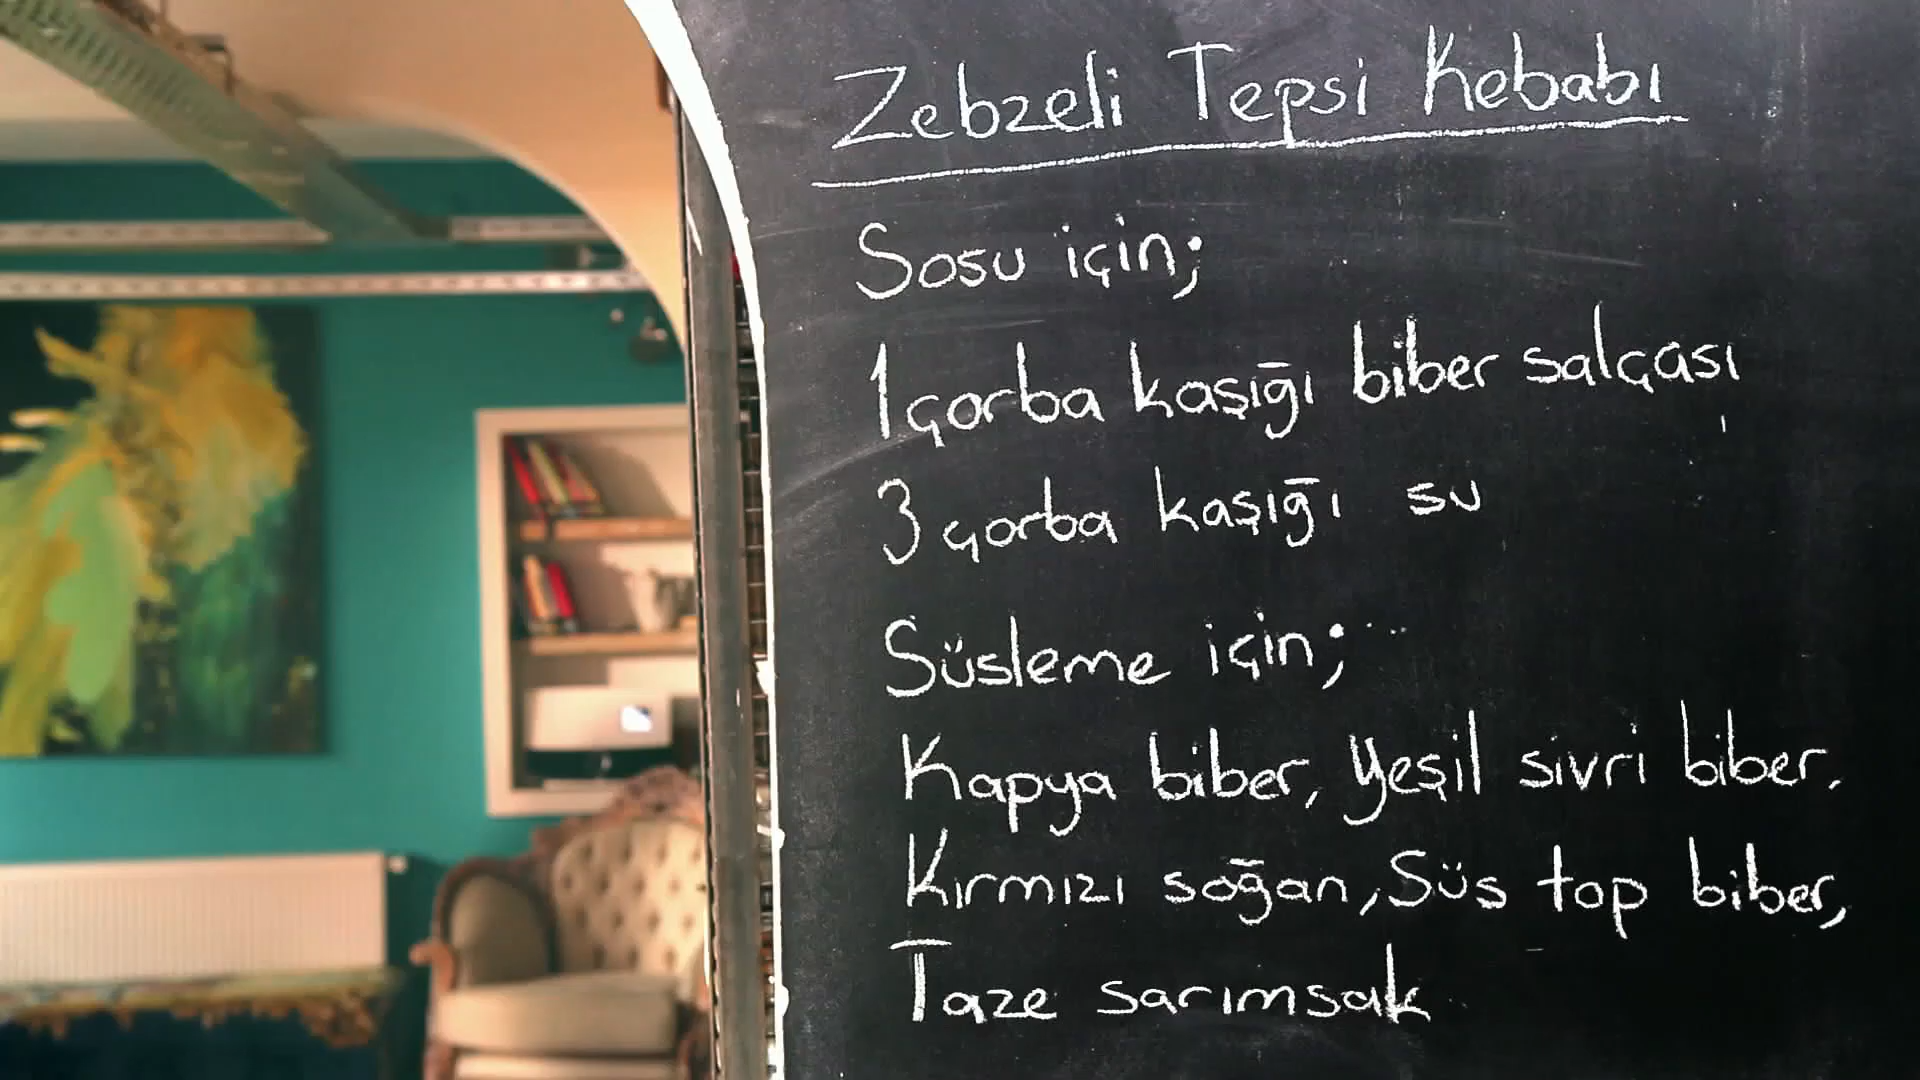 Zebzeli Tepsi Kebabı
Sosu için;
1 çorba kaşığı biber salçası
3 çorba kaşığı su
Süsleme için;
Kapya biber, Yeşil sivri biber,
Kırmızı soğan, Süs top biber,
Taze sarımsak